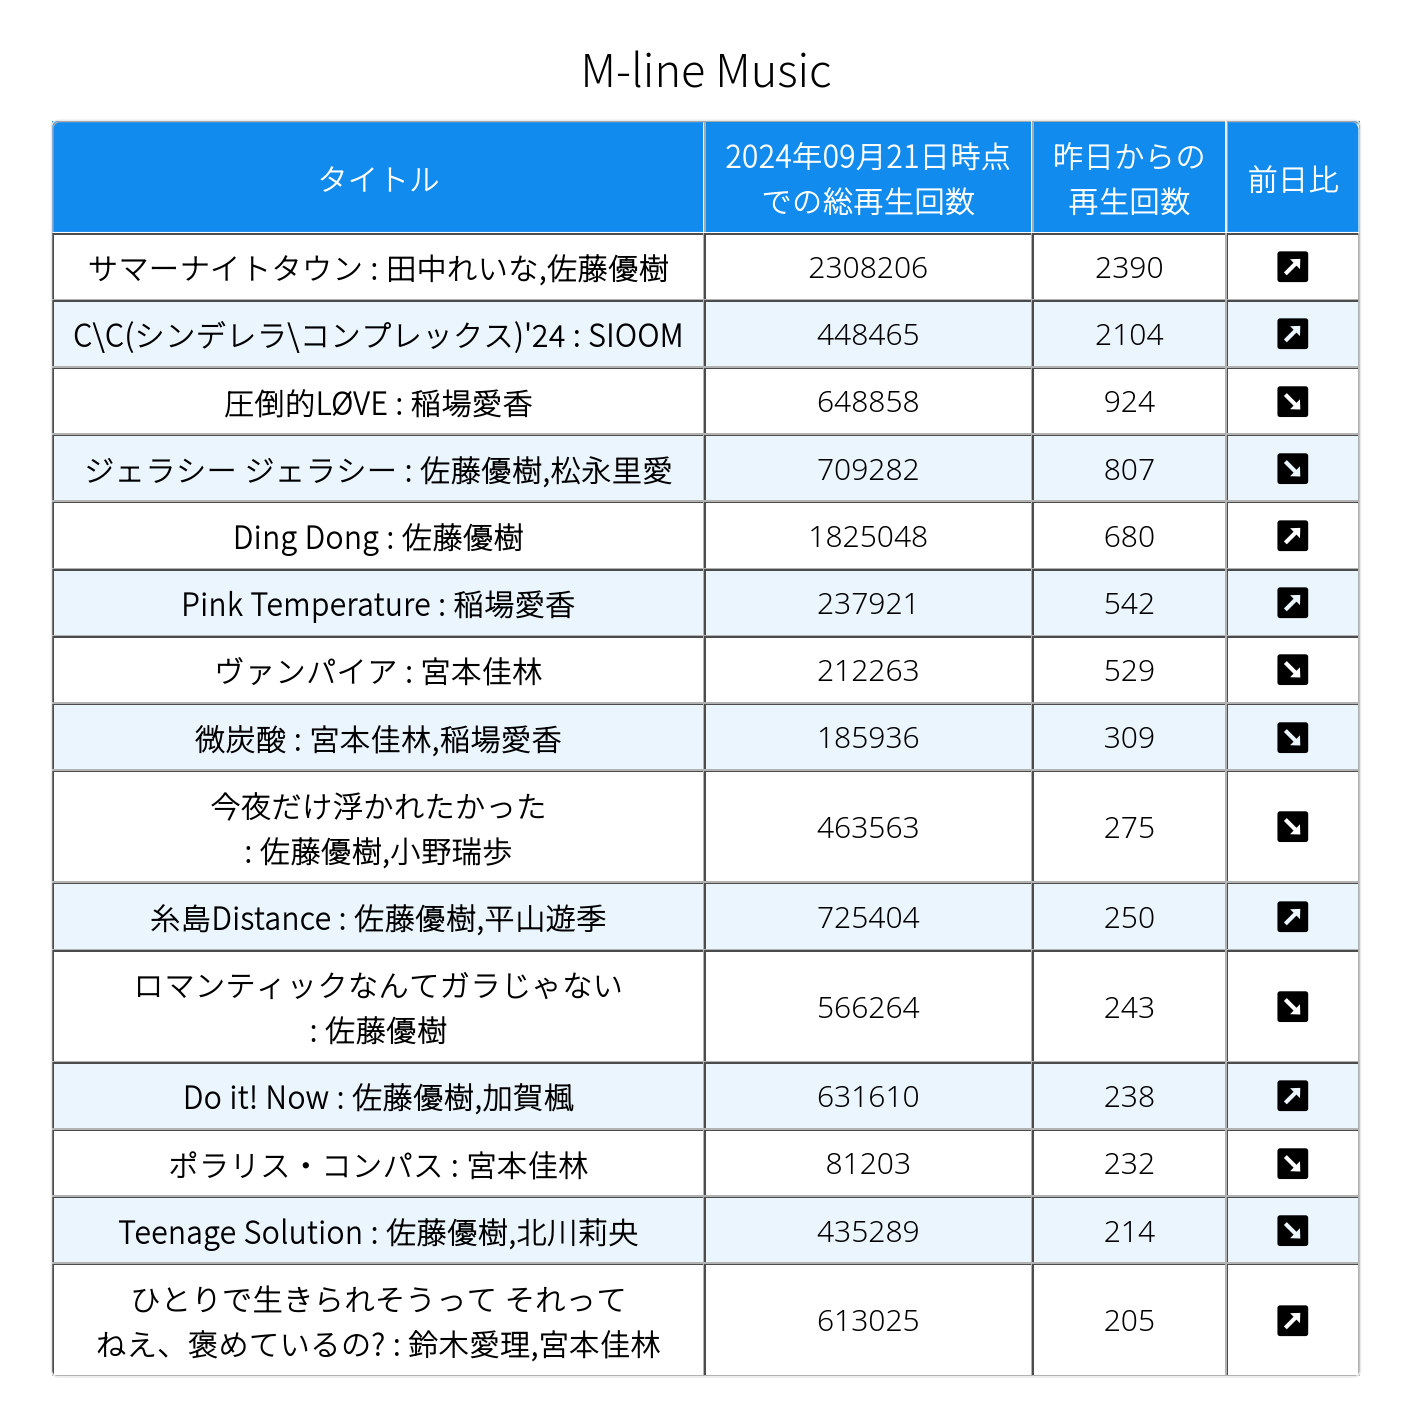 M-line Music
タイトル
2024年09月21日時点
での総再生回数
昨日からの
再生回数
前日比
サマーナイトタウン : 田中れいな,佐藤優樹
2308206
2390
C\C(シンデレラ\コンプレックス)'24 : SIOOM
448465
2104
圧倒的LØVE : 稲場愛香
648858
924
ジェラシー ジェラシー : 佐藤優樹,松永里愛
709282
807
Ding Dong : 佐藤優樹
1825048
680
Pink Temperature : 稲場愛香
237921
542
ヴァンパイア : 宮本佳林
212263
529
微炭酸 : 宮本佳林,稲場愛香
185936
309
今夜だけ浮かれたかった
: 佐藤優樹,小野瑞歩
463563
275
糸島Distance : 佐藤優樹,平山遊季
725404
250
ロマンティックなんてガラじゃない
: 佐藤優樹
566264
243
Do it! Now : 佐藤優樹,加賀楓
631610
238
ポラリス・コンパス : 宮本佳林
81203
232
Teenage Solution : 佐藤優樹,北川莉央
435289
214
ひとりで生きられそうって それって
ねえ、褒めているの? : 鈴木愛理,宮本佳林
613025
205